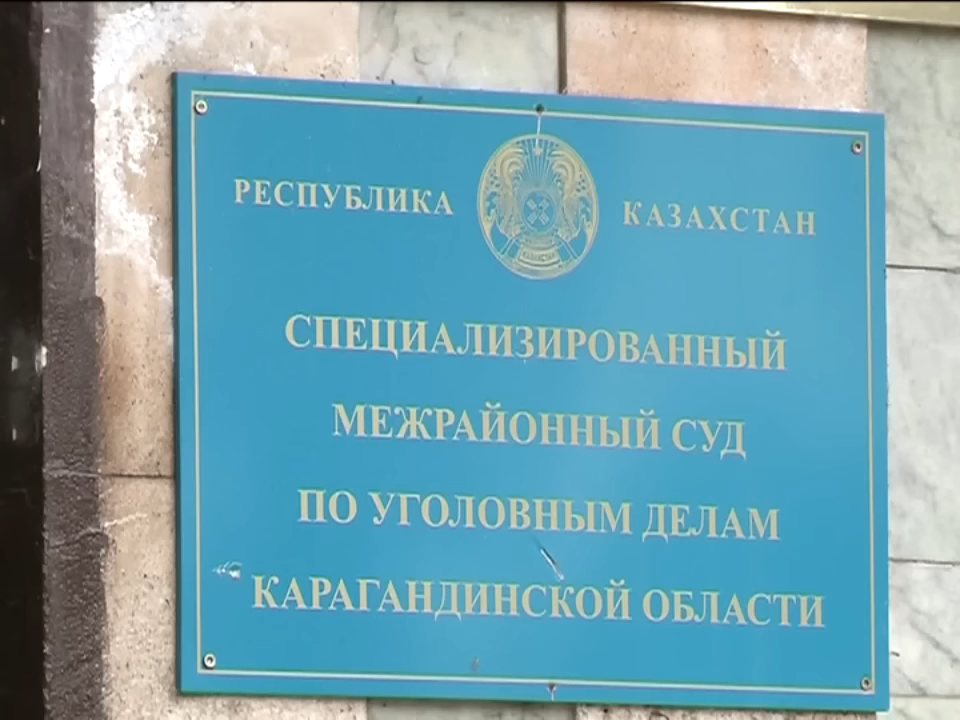 РЕСПУБЛИКА КАЗАХСТАН
СПЕЦИАЛИЗИРОВАННЫЙ
МЕЖРАЙОННЫЙ СУД
ПО УГОЛОВНЫМ ДЕЛАМ
КАРАГАНДИНСКОЙ ОБЛАСТИ